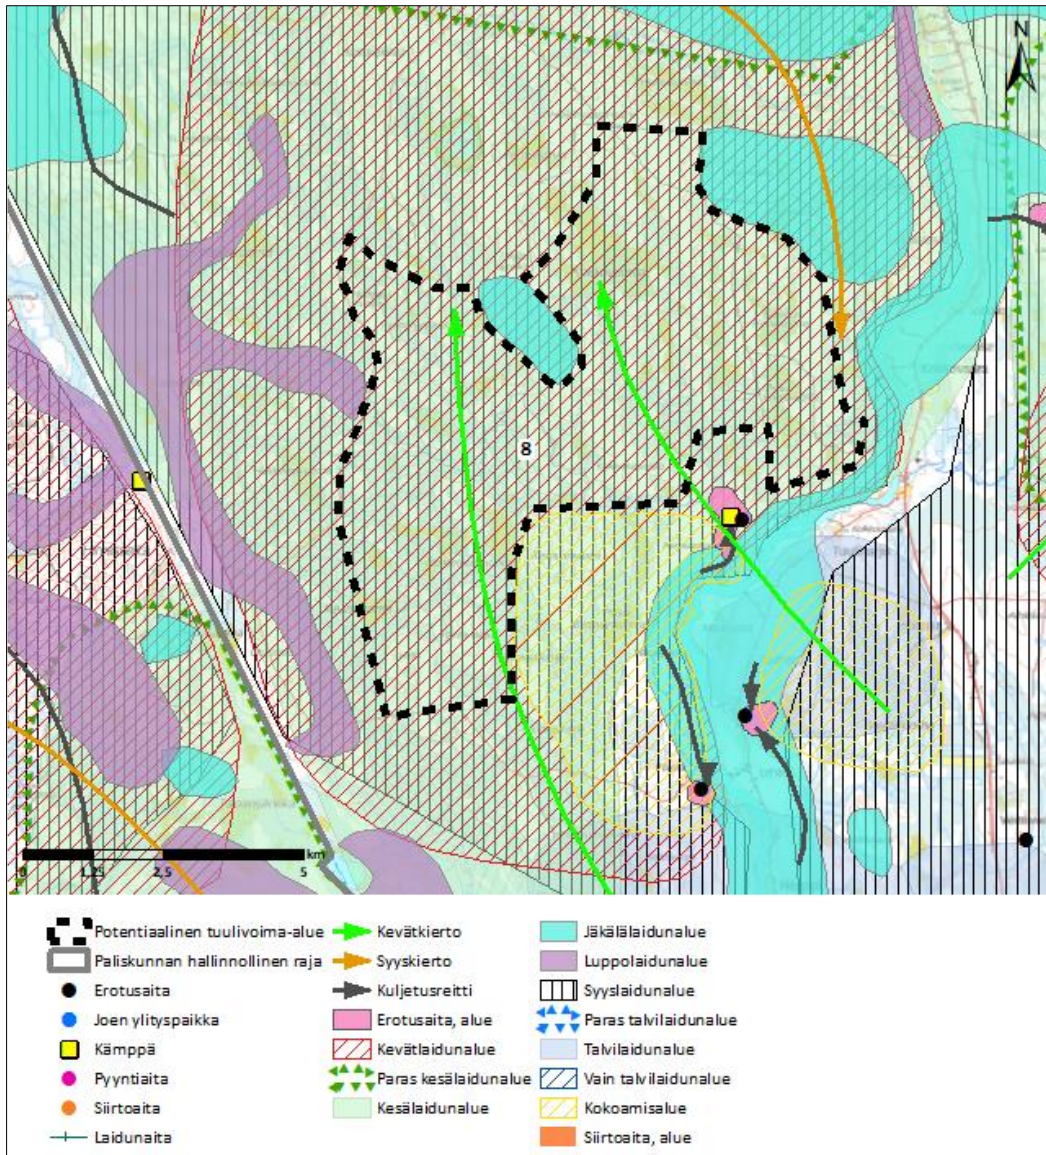 N
8
km
0 1,25 2,5 5
Potentiaalinen tuulivoima-alue
Paliskunnan hallinnollinen raja
Erotusaita
Joen ylityspaikka
Kämppä
Pyyntiaita
Siirtoaita
Laidunaita
Kevätkierto
Syyskierto
Kuljetusreitti
Erotusaita, alue
Kevätlaidunalue
Paras kesälaidunalue
Kesälaidunalue
Jäkälälaidunalue
Luppolaidunalue
Syyslaidunalue
Paras talvilaidunalue
Talvilaidunalue
Vain talvilaidunalue
Kokoamisalue
Siirtoaita, alue